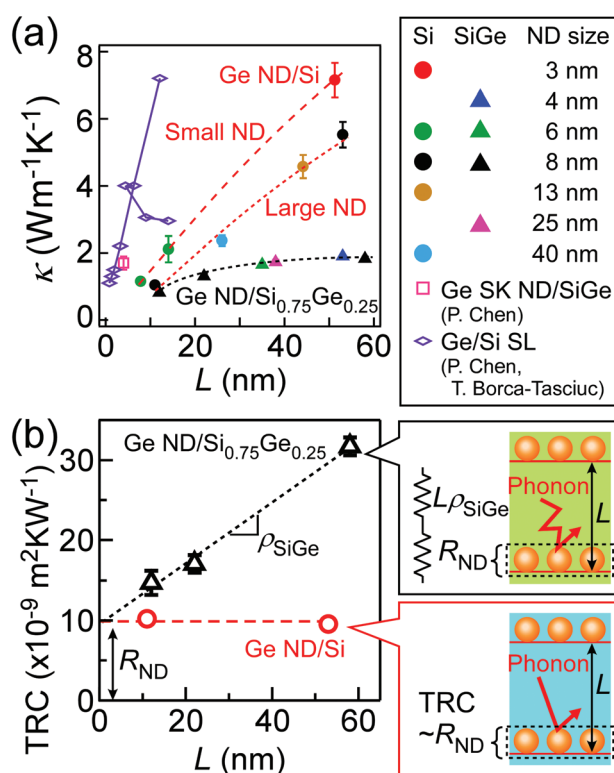 (a)
8
6
4
2
0
κ (Wm⁻¹K⁻¹)
Ge ND/Si
Small ND
Large ND
Ge ND/Si₀.₇₅Ge₀.₂₅
0 20 40 60
L (nm)
Si SiGe ND size
3 nm
4 nm
6 nm
8 nm
13 nm
25 nm
40 nm
Ge SK ND/SiGe
(P. Chen)
Ge/Si SL
(P. Chen,
T. Borca-Tasciuc)
(b)
30
20
10
0
TRC (x10⁻⁹ m²KW⁻¹)
Ge ND/Si₀.₇₅Ge₀.₂₅
ρSiGe
Ge ND/Si
RND
0 20 40 60
L (nm)
Phonon
L
LρSiGe
RND
Phonon
L
TRC
~RND